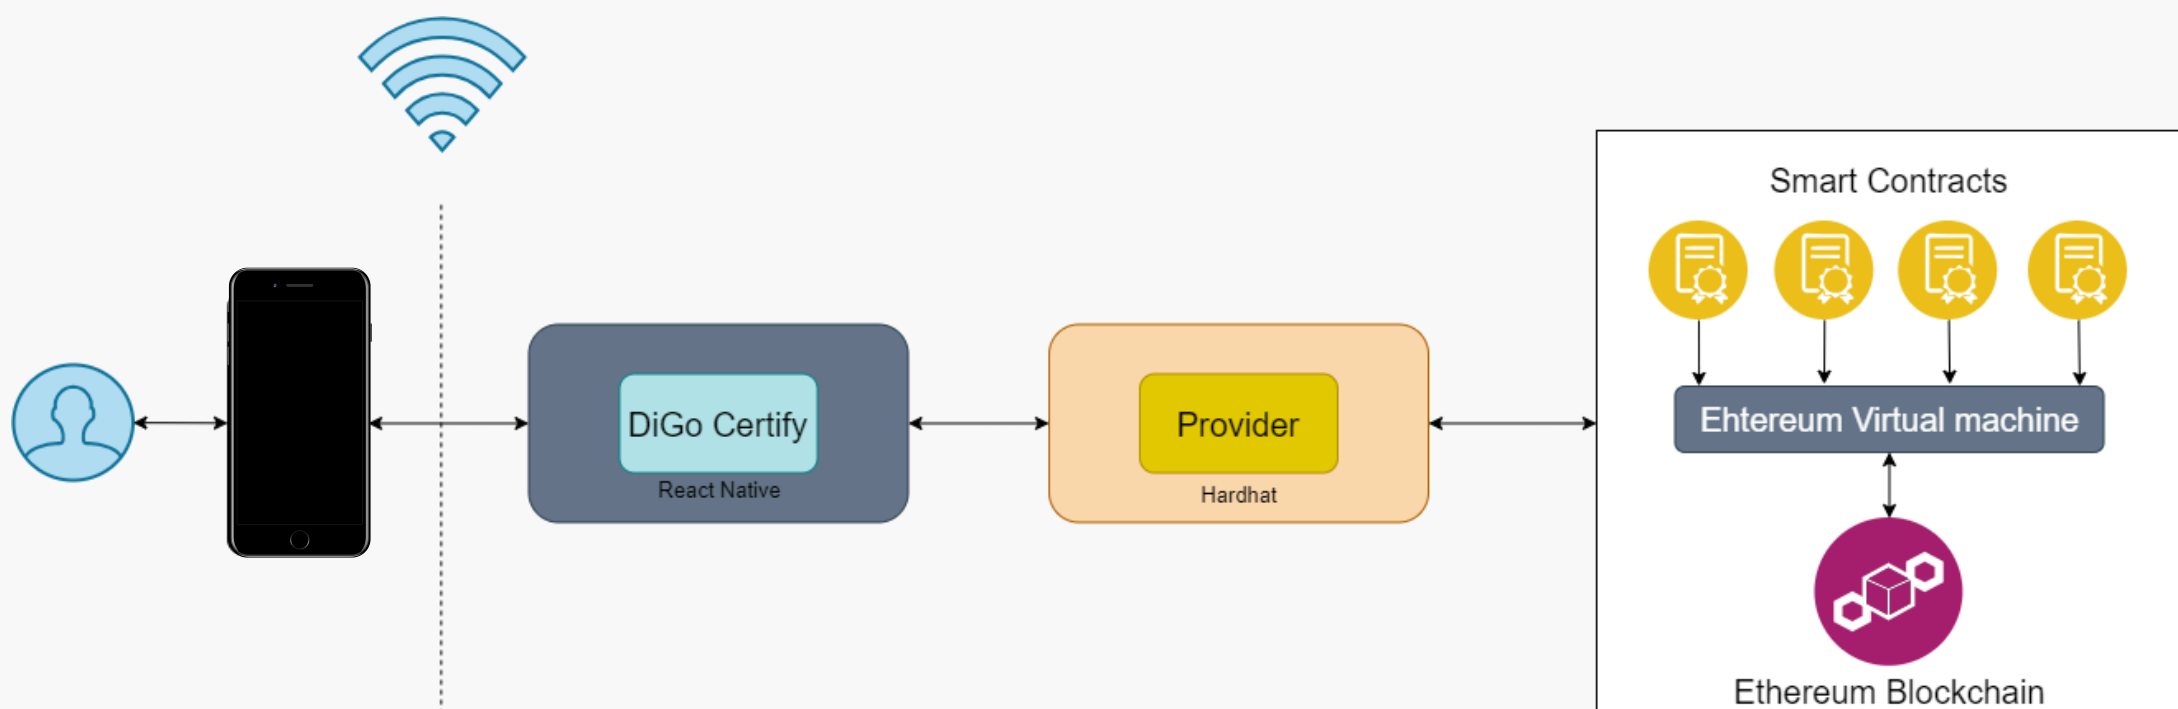 Smart Contracts
DiGo Certify
React Native
Provider
Hardhat
Ehtereum Virtual machine
Ethereum Blockchain